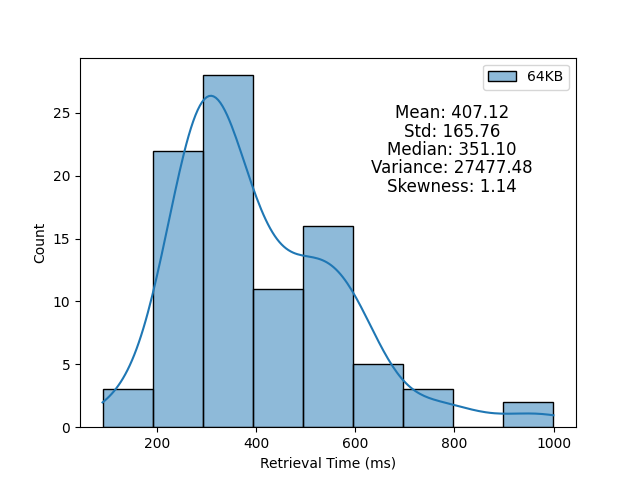 64KB
Mean: 407.12
Std: 165.76
Median: 351.10
Variance: 27477.48
Skewness: 1.14
Count
25
20
15
10
5
0
200 400 600 800 1000
Retrieval Time (ms)